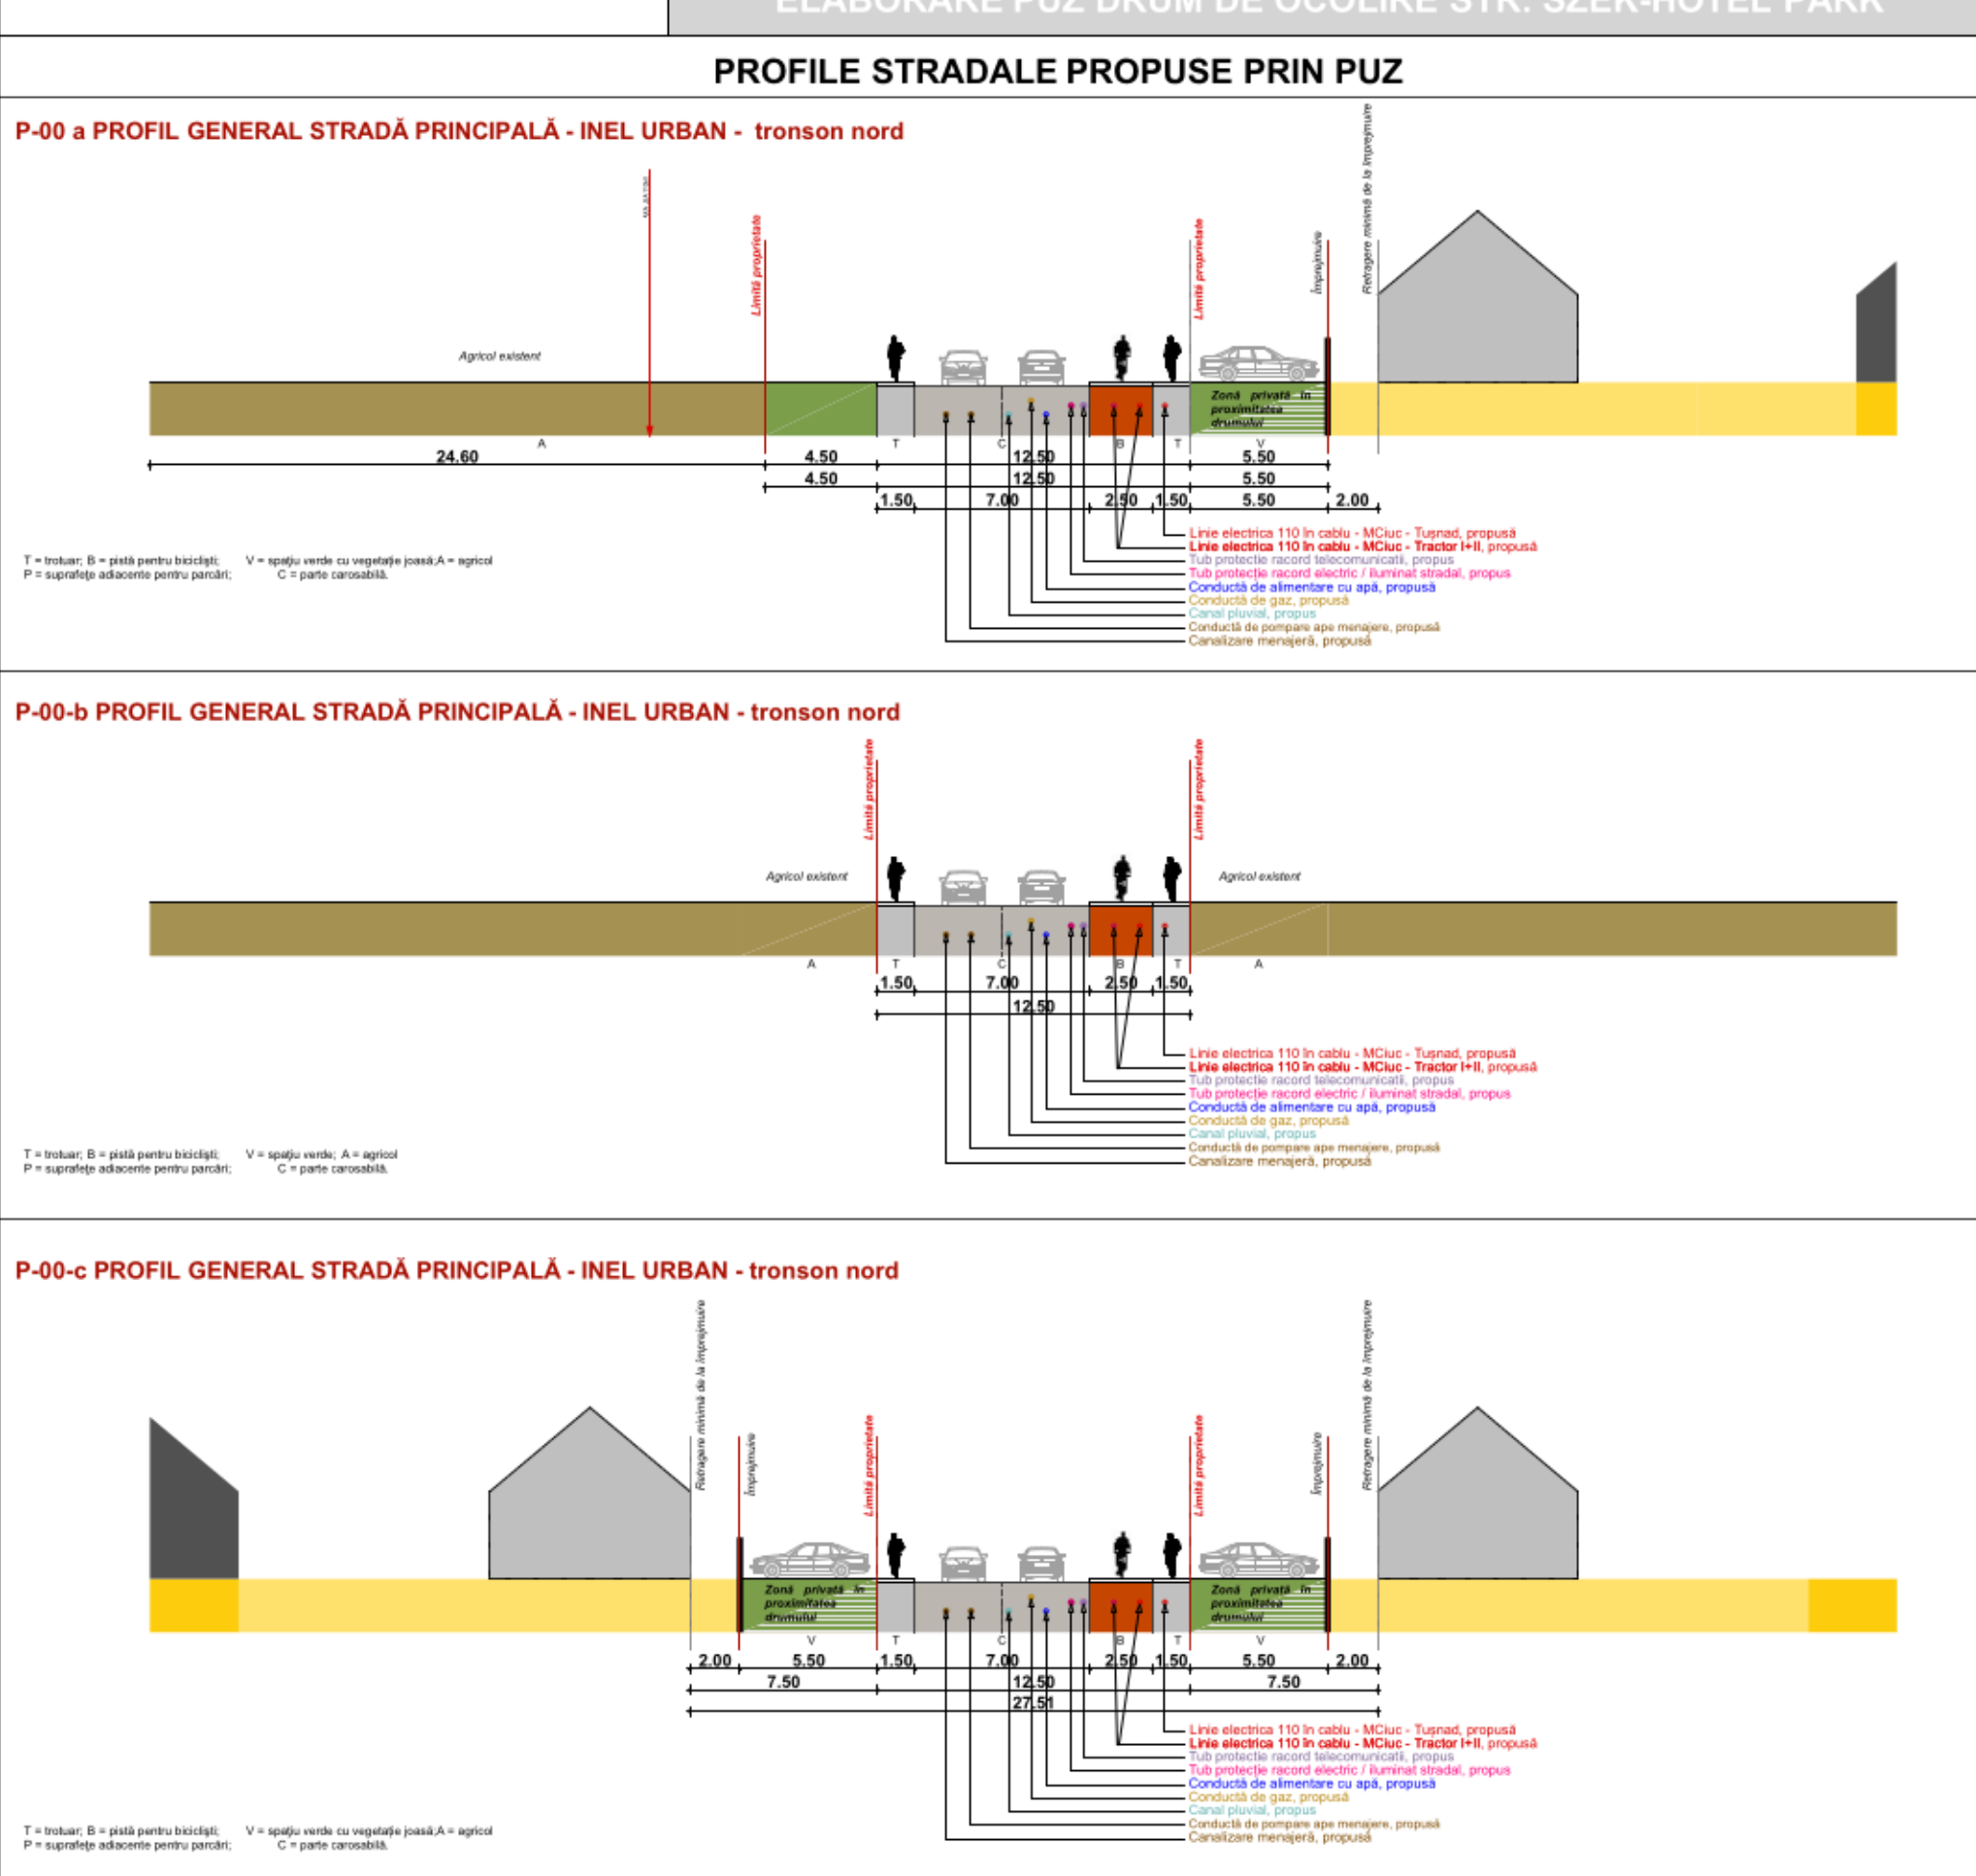 ELABORARE PUZ DRUM DE OCOLIRE STR. SZEK-HOTEL PARK
PROFILE STRADALE PROPUSE PRIN PUZ
P-00 a PROFIL GENERAL STRADĂ PRINCIPALĂ - INEL URBAN - tronson nord
Limită proprietate
Limită proprietate
Împrejmuire
Retragere minimă de la împrejmuire
Agricol existent
Zonă privată în
proximitatea
drumului
A T C B T V
24.60 4.50 12.50 5.50
4.50 12.50 5.50
1.50 7.00 2.50 1.50 5.50 2.00
Linie electrica 110 în cablu - MCiuc - Tușnad, propusă
Linie electrica 110 în cablu - MCiuc - Tractor I+II, propusă
Tub protecție racord telecomunicatii, propus
Tub protecție racord electric / iluminat stradal, propus
Conductă de alimentare cu apă, propusă
Conductă de gaz, propusă
Canal pluvial, propus
Conductă de pompare ape menajere, propusă
Canalizare menajeră, propusă
T = trotuar; B = pistă pentru bicicliști; V = spațiu verde cu vegetație joasă;A = agricol
P = suprafețe adiacente pentru parcări; C = parte carosabilă.
P-00-b PROFIL GENERAL STRADĂ PRINCIPALĂ - INEL URBAN - tronson nord
Limită proprietate
Limită proprietate
Agricol existent
Agricol existent
A T C B T A
1.50 7.00 2.50 1.50
12.50
Linie electrica 110 în cablu - MCiuc - Tușnad, propusă
Linie electrica 110 în cablu - MCiuc - Tractor I+II, propusă
Tub protecție racord telecomunicatii, propus
Tub protecție racord electric / iluminat stradal, propus
Conductă de alimentare cu apă, propusă
Conductă de gaz, propusă
Canal pluvial, propus
Conductă de pompare ape menajere, propusă
Canalizare menajeră, propusă
T = trotuar; B = pistă pentru bicicliști; V = spațiu verde; A = agricol
P = suprafețe adiacente pentru parcări; C = parte carosabilă.
P-00-c PROFIL GENERAL STRADĂ PRINCIPALĂ - INEL URBAN - tronson nord
Retragere minimă de la împrejmuire
Împrejmuire
Limită proprietate
Limită proprietate
Împrejmuire
Retragere minimă de la împrejmuire
Zonă privată în
proximitatea
drumului
Zonă privată în
proximitatea
drumului
V T C B T V
2.00 5.50 1.50 7.00 2.50 1.50 5.50 2.00
7.50 12.50 7.50
27.51
Linie electrica 110 în cablu - MCiuc - Tușnad, propusă
Linie electrica 110 în cablu - MCiuc - Tractor I+II, propusă
Tub protecție racord telecomunicatii, propus
Tub protecție racord electric / iluminat stradal, propus
Conductă de alimentare cu apă, propusă
Conductă de gaz, propusă
Canal pluvial, propus
Conductă de pompare ape menajere, propusă
Canalizare menajeră, propusă
T = trotuar; B = pistă pentru bicicliști; V = spațiu verde cu vegetație joasă;A = agricol
P = suprafețe adiacente pentru parcări; C = parte carosabilă.